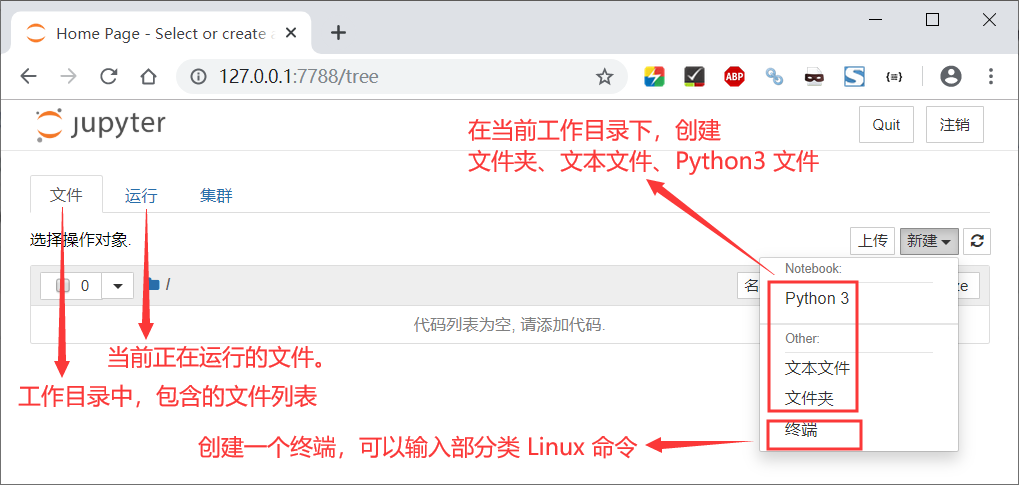 Home Page - Select or create a
127.0.0.1:7788/tree
ABP
jupyter
Quit
注销
在当前工作目录下，创建
文件夹、文本文件、Python3 文件
文件
运行
集群
选择操作对象.
上传
新建
0
/
名
Notebook:
Python 3
代码列表为空, 请添加代码.
Other:
文本文件
文件夹
终端
当前正在运行的文件。
工作目录中，包含的文件列表
创建一个终端，可以输入部分类 Linux 命令